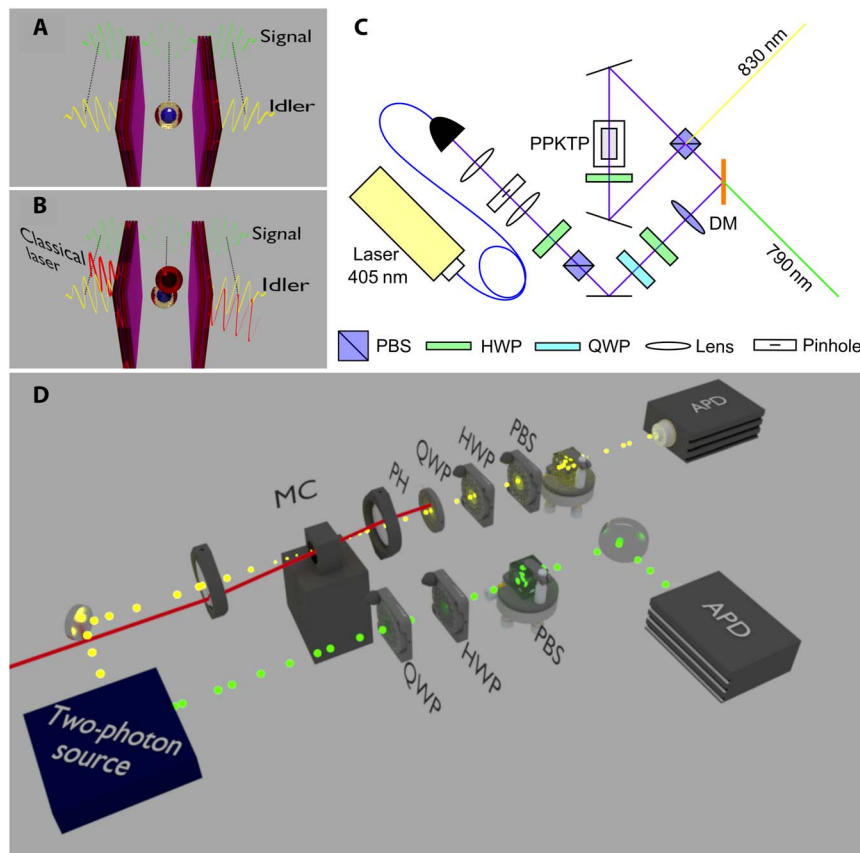 A
Signal
Idler
B
Classical
laser
Signal
Idler
C
830 nm
PPKTP
DM
Laser
405 nm
790 nm
PBS
HWP
QWP
Lens
Pinhole
D
APD
PBS
HWP
QWP
PH
MC
APD
PBS
HWP
QWP
Two-photon
source